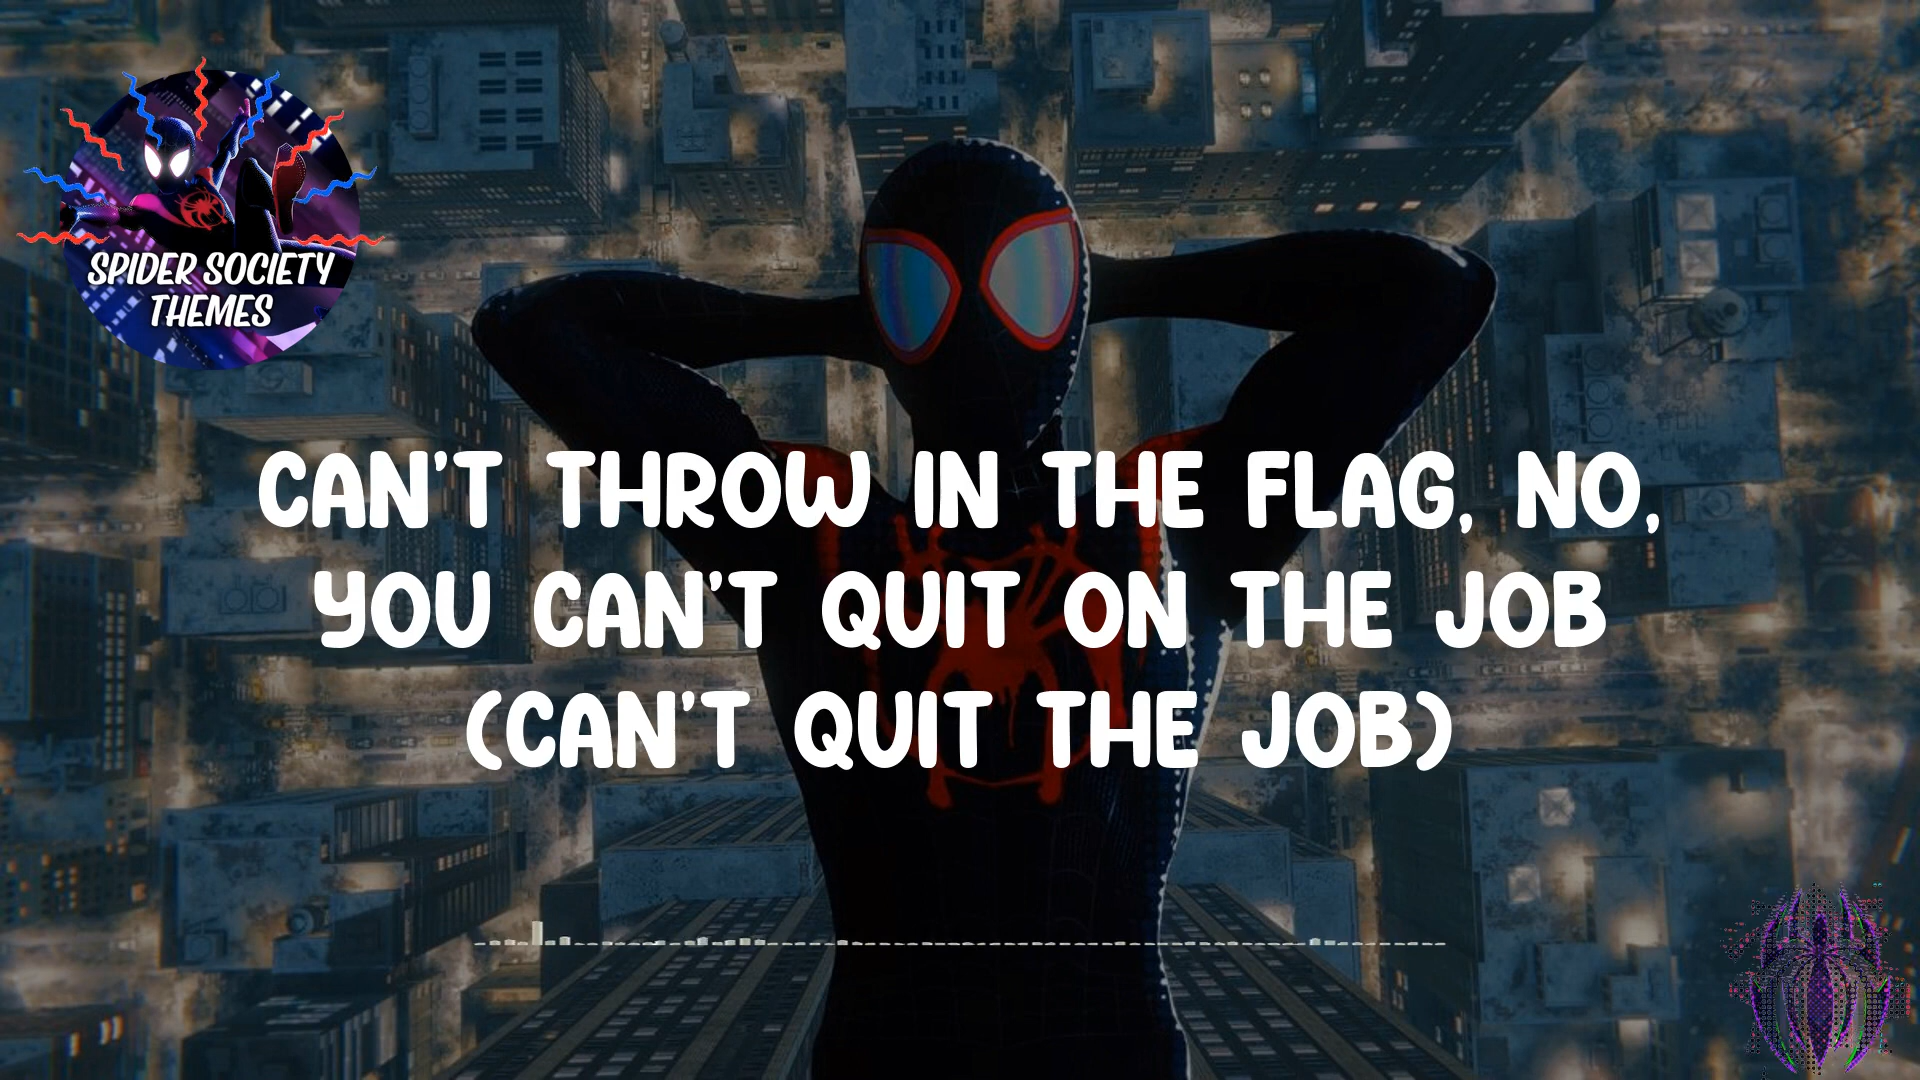 SPIDER SOCIETY
THEMES
CAN'T THROW IN THE FLAG, NO,
YOU CAN'T QUIT ON THE JOB
(CAN'T QUIT THE JOB)